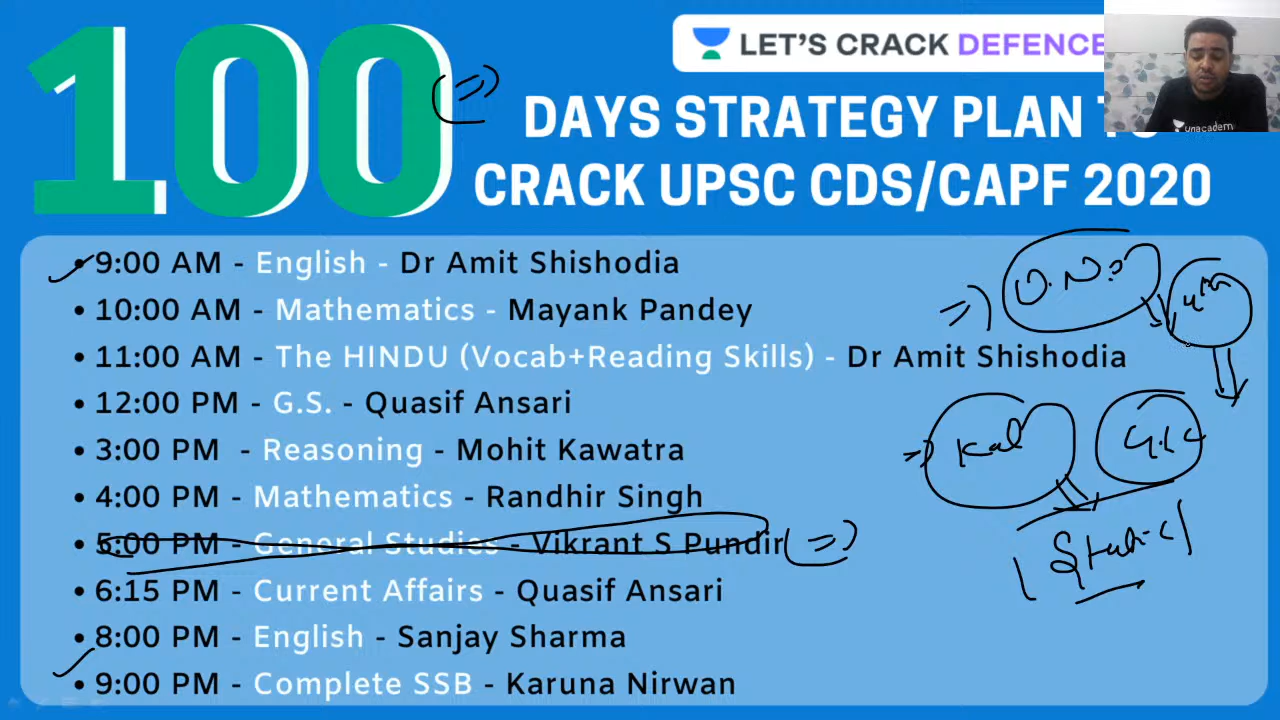 100
LET'S CRACK DEFENCE
DAYS STRATEGY PLAN
CRACK UPSC CDS/CAPF 2020
unacadem
• 9:00 AM - English - Dr Amit Shishodia
• 10:00 AM - Mathematics - Mayank Pandey
• 11:00 AM - The HINDU (Vocab+Reading Skills) - Dr Amit Shishodia
• 12:00 PM - G.S. - Quasif Ansari
• 3:00 PM - Reasoning - Mohit Kawatra
• 4:00 PM - Mathematics - Randhir Singh
• 5:00 PM - General Studies - Vikrant S Pundir
• 6:15 PM - Current Affairs - Quasif Ansari
• 8:00 PM - English - Sanjay Sharma
• 9:00 PM - Complete SSB - Karuna Nirwan
Kal